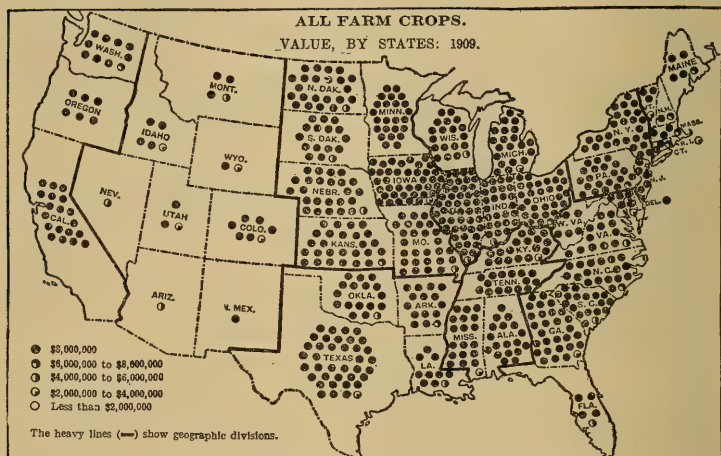 ALL FARM CROPS.
VALUE, BY STATES: 1909.
WASH.
MONT.
N. DAK.
MINN.
MAINE
OREGON
IDAHO
S. DAK.
WIS.
MICH.
N. Y.
VT.
N.H.
MASS.
R. I.
CT.
WYO.
NEBR.
IOWA
PA.
N. J.
NEV.
UTAH
COLO.
KANS.
MO.
IND.
OHIO
W. VA.
DEL.
CAL.
VA.
KY.
ARIZ.
N. MEX.
OKLA.
ARK.
TENN.
N. C.
S. C.
TEXAS
LA.
MISS.
ALA.
GA.
FLA.
$8,000,000
$6,000,000 to $8,000,000
$4,000,000 to $6,000,000
$2,000,000 to $4,000,000
Less than $2,000,000
The heavy lines (━) show geographic divisions.